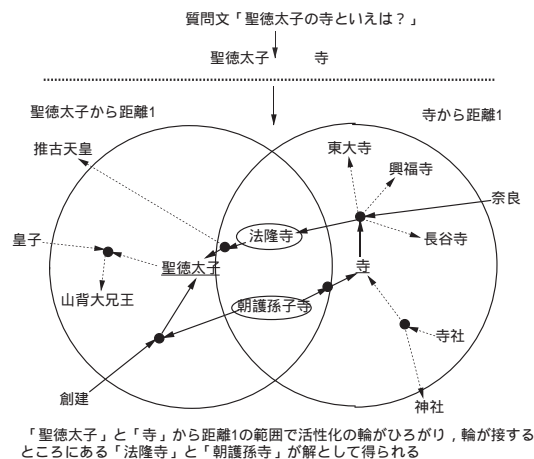 質問文「聖徳太子の寺といえは？」
聖徳太子　寺
聖徳太子から距離1
寺から距離1
推古天皇
東大寺
興福寺
奈良
法隆寺
長谷寺
皇子
聖徳太子
寺
山背大兄王
朝護孫子寺
寺社
創建
神社
「聖徳太子」と「寺」から距離1の範囲で活性化の輪がひろがり，輪が接する
ところにある「法隆寺」と「朝護孫寺」が解として得られる